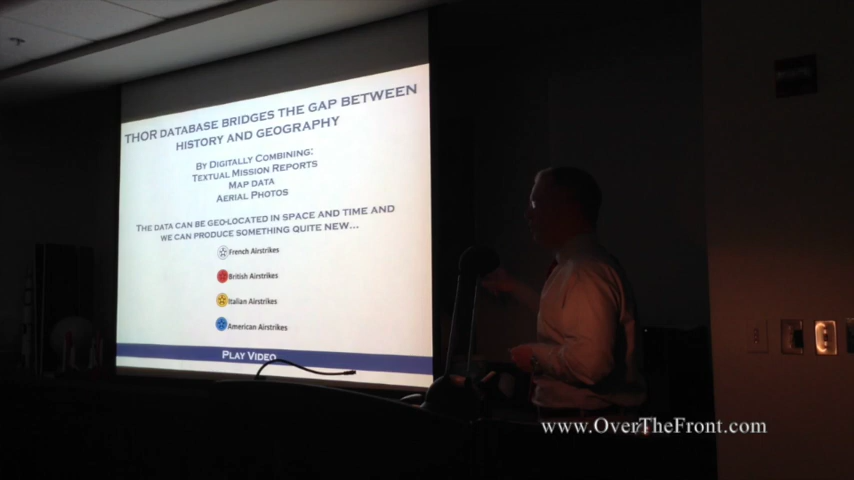 THOR DATABASE BRIDGES THE GAP BETWEEN
HISTORY AND GEOGRAPHY
BY DIGITALLY COMBINING:
TEXTUAL MISSION REPORTS
MAP DATA
AERIAL PHOTOS
THE DATA CAN BE GEO-LOCATED IN SPACE AND TIME AND
WE CAN PRODUCE SOMETHING QUITE NEW...
French Airstrikes
British Airstrikes
Italian Airstrikes
American Airstrikes
PLAY VIDEO
www.OverTheFront.com